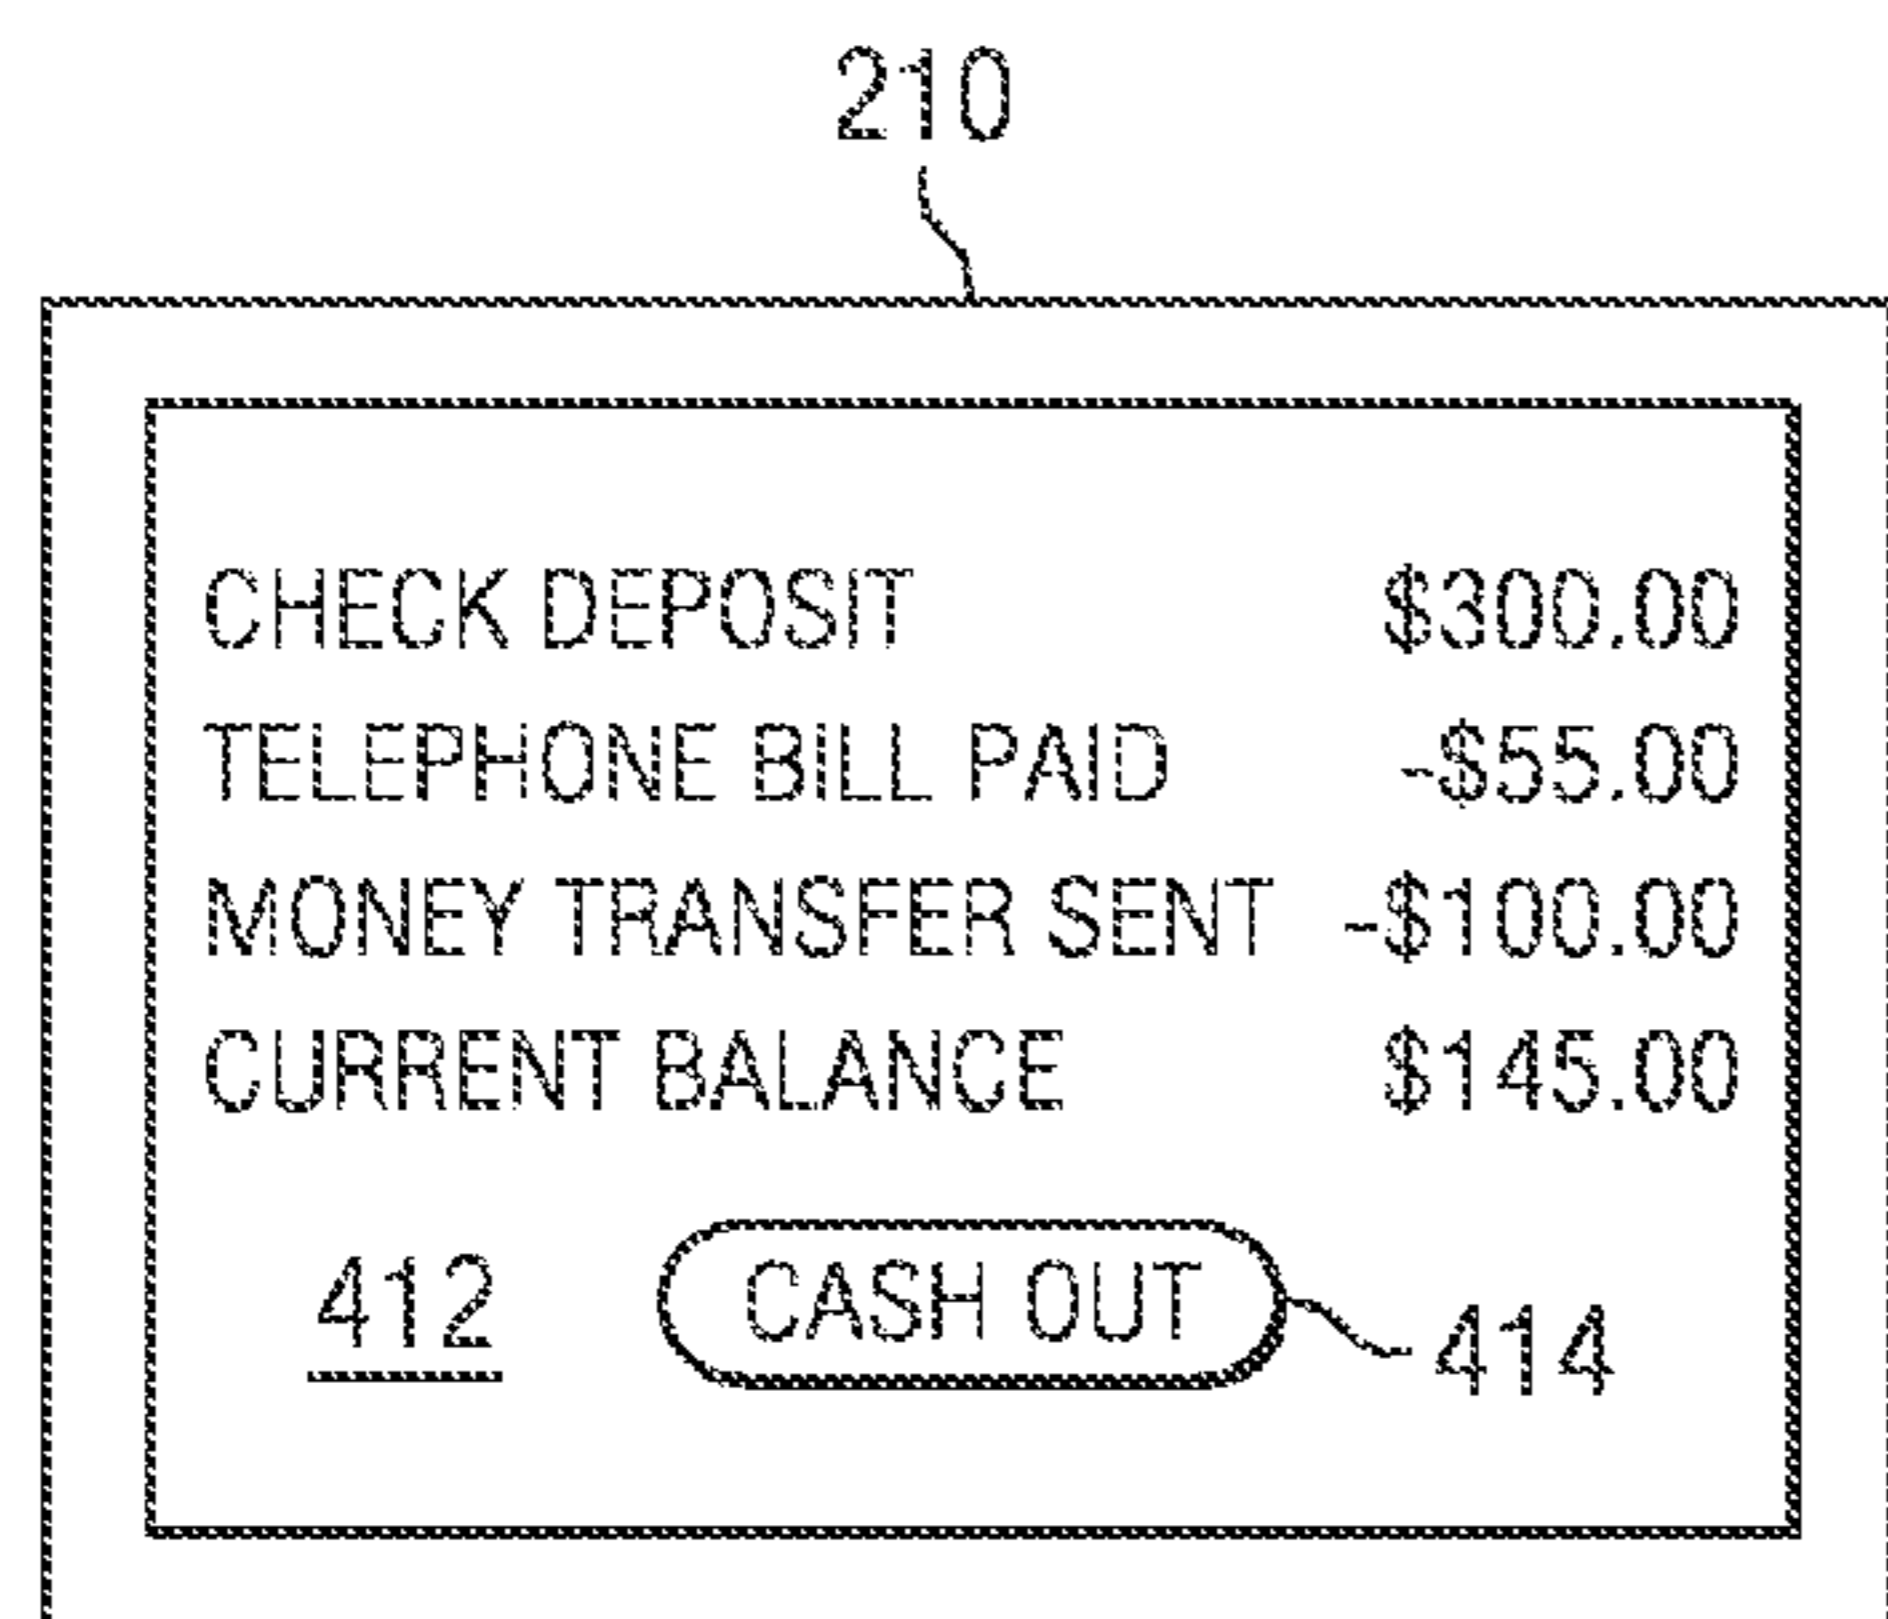 210
CHECK DEPOSIT $300.00
TELEPHONE BILL PAID -$55.00
MONEY TRANSFER SENT -$100.00
CURRENT BALANCE $145.00
412 CASH OUT 414